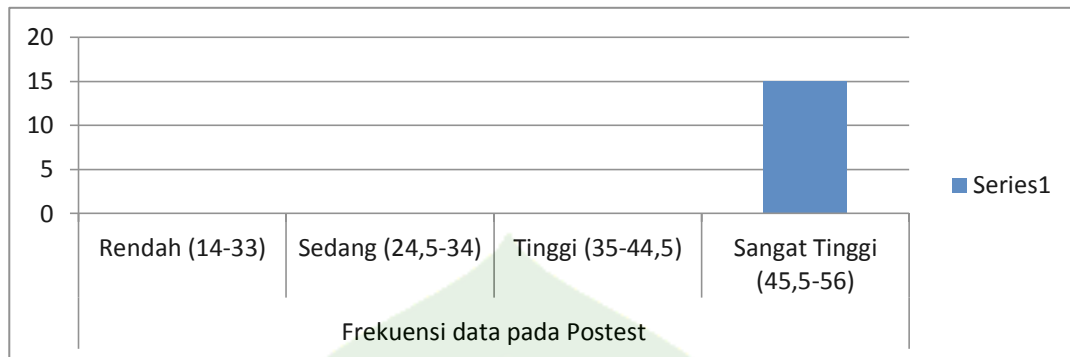 20
15
10
5
0
Rendah (14-33)
Sedang (24,5-34)
Tinggi (35-44,5)
Sangat Tinggi
(45,5-56)
Frekuensi data pada Postest
Series1